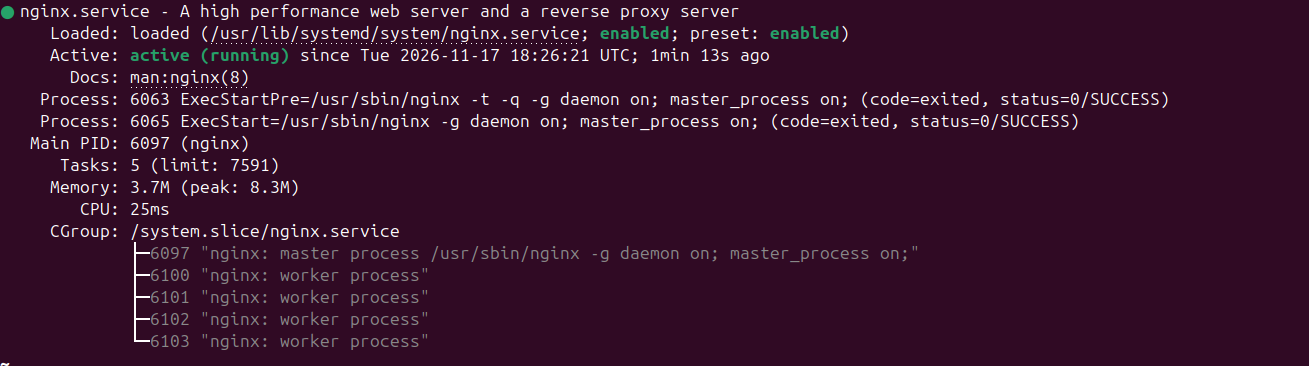 ● nginx.service - A high performance web server and a reverse proxy server
Loaded: loaded (/usr/lib/systemd/system/nginx.service; enabled; preset: enabled)
Active: active (running) since Tue 2026-11-17 18:26:21 UTC; 1min 13s ago
Docs: man:nginx(8)
Process: 6063 ExecStartPre=/usr/sbin/nginx -t -q -g daemon on; master_process on; (code=exited, status=0/SUCCESS)
Process: 6065 ExecStart=/usr/sbin/nginx -g daemon on; master_process on; (code=exited, status=0/SUCCESS)
Main PID: 6097 (nginx)
Tasks: 5 (limit: 7591)
Memory: 3.7M (peak: 8.3M)
CPU: 25ms
CGroup: /system.slice/nginx.service
├─6097 "nginx: master process /usr/sbin/nginx -g daemon on; master_process on;"
├─6100 "nginx: worker process"
├─6101 "nginx: worker process"
├─6102 "nginx: worker process"
└─6103 "nginx: worker process"
~